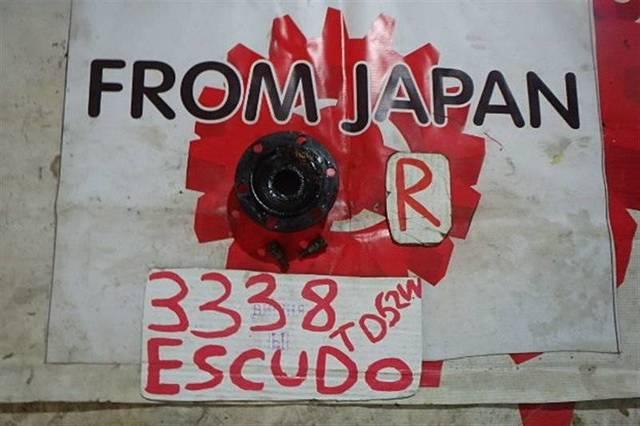 FROM JAPAN
R
3338
TD52W
ESCUDO